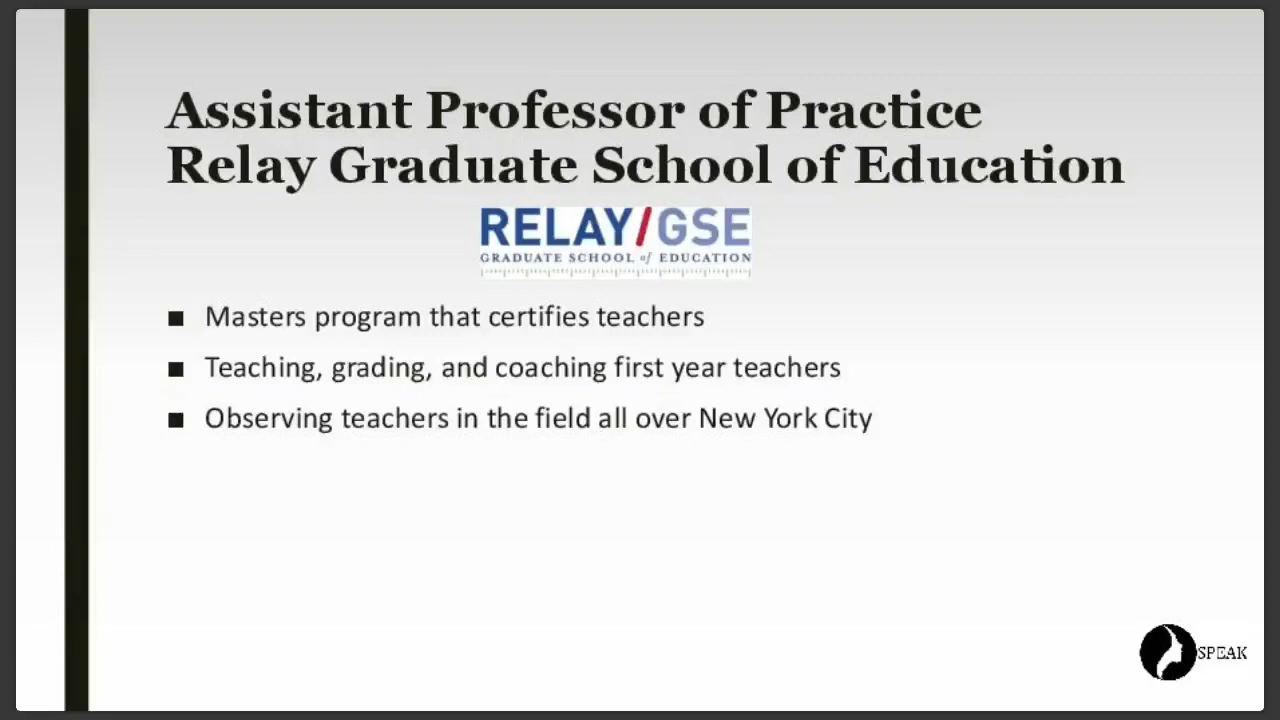 Assistant Professor of Practice
Relay Graduate School of Education
RELAY/GSE
GRADUATE SCHOOL of EDUCATION
■ Masters program that certifies teachers
■ Teaching, grading, and coaching first year teachers
■ Observing teachers in the field all over New York City
SPEAK